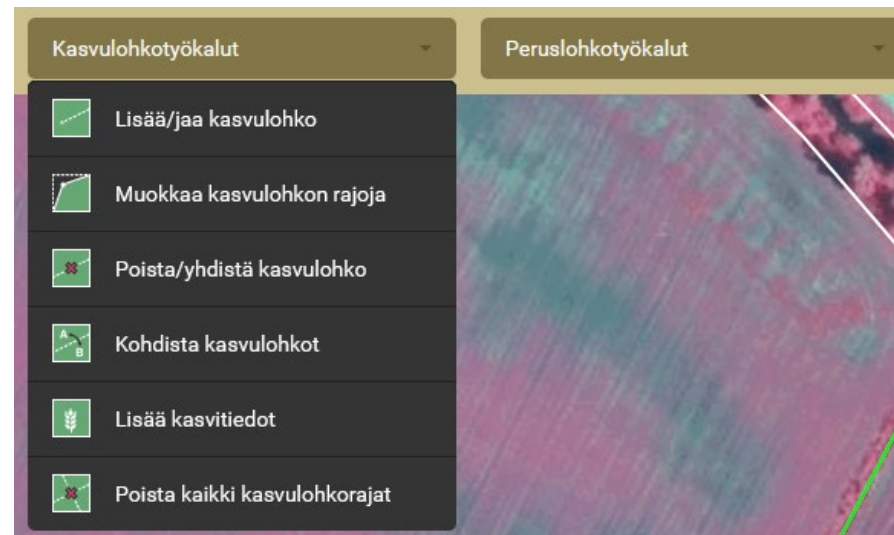 Kasvulohkotyökalut
Peruslohkotyökalut
Lisää/jaa kasvulohko
Muokkaa kasvulohkon rajoja
Poista/yhdistä kasvulohko
A B
Kohdista kasvulohkot
Lisää kasvitiedot
Poista kaikki kasvulohkorajat